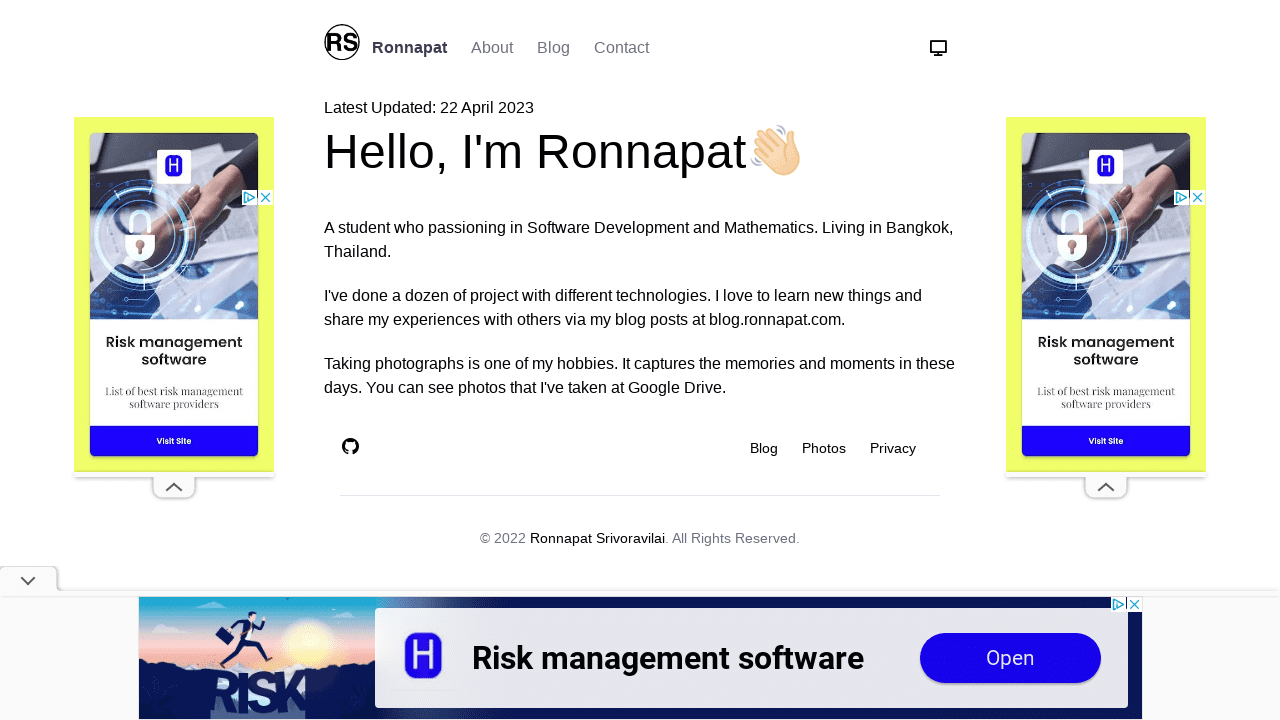 RS Ronnapat About Blog Contact
Latest Updated: 22 April 2023
Hello, I'm Ronnapat👋🏻
A student who passioning in Software Development and Mathematics. Living in Bangkok,
Thailand.
I've done a dozen of project with different technologies. I love to learn new things and
share my experiences with others via my blog posts at blog.ronnapat.com.
Taking photographs is one of my hobbies. It captures the memories and moments in these
days. You can see photos that I've taken at Google Drive.
Blog Photos Privacy
© 2022 Ronnapat Srivoravilai. All Rights Reserved.
H
Risk management
software
List of best risk management
software providers
Visit Site
H
Risk management
software
List of best risk management
software providers
Visit Site
RISK
H
Risk management software
Open